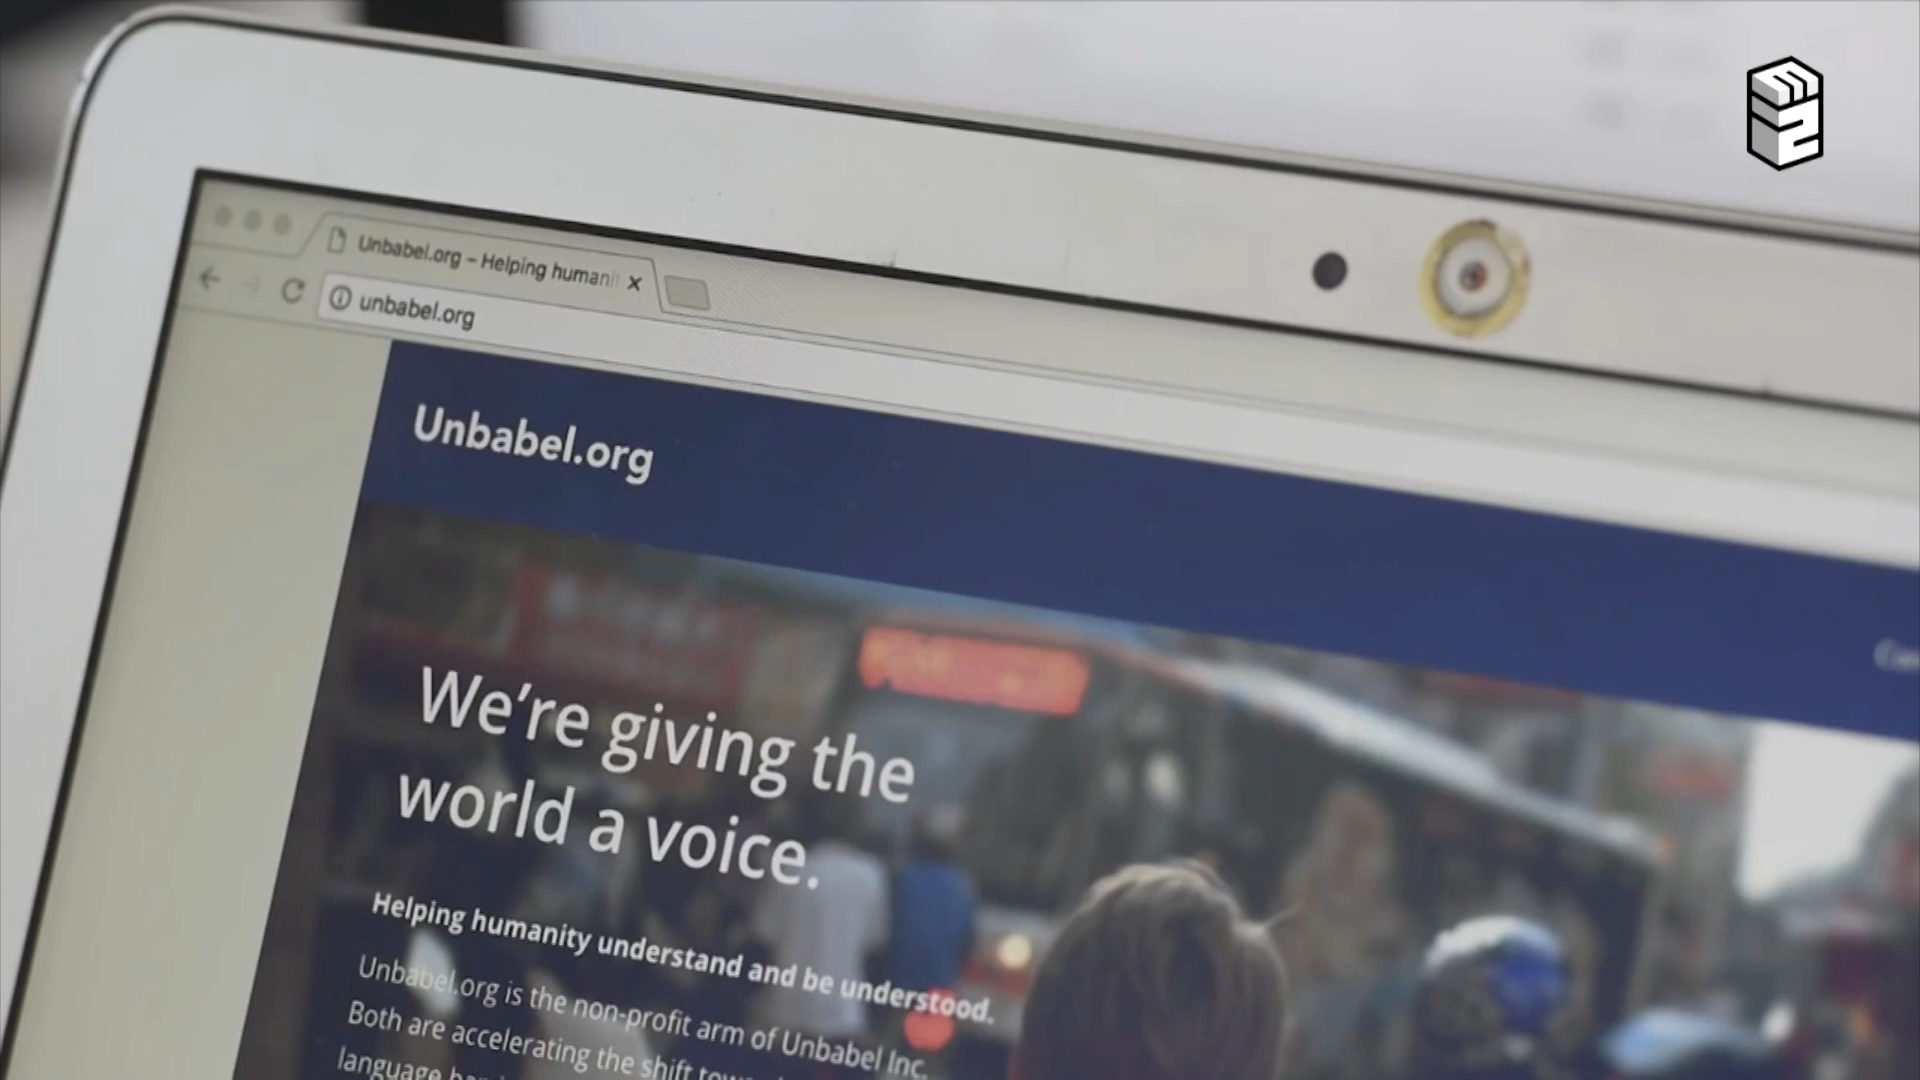 Unbabel.org – Helping humani
unbabel.org
Unbabel.org
We're giving the
world a voice.
Helping humanity understand and be understood.
Unbabel.org is the non-profit arm of Unbabel Inc.
Both are accelerating the shift
language